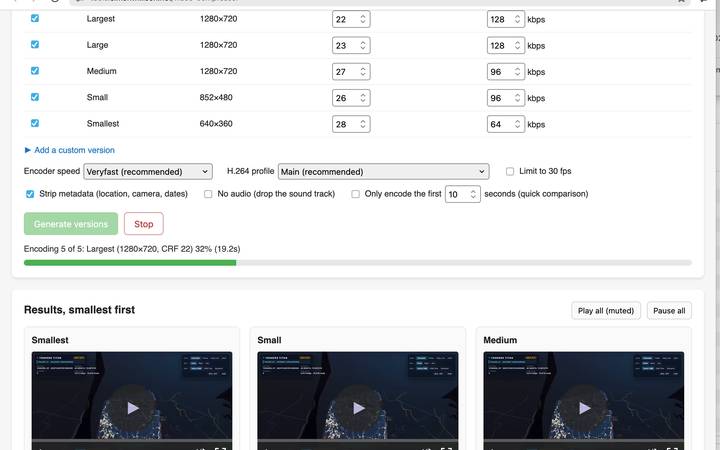 Largest 1280×720 22 128 kbps
Large 1280×720 23 128 kbps
Medium 1280×720 27 96 kbps
Small 852×480 26 96 kbps
Smallest 640×360 28 64 kbps
▶ Add a custom version
Encoder speed Veryfast (recommended) H.264 profile Main (recommended) Limit to 30 fps
Strip metadata (location, camera, dates) No audio (drop the sound track) Only encode the first 10 seconds (quick comparison)
Generate versions Stop
Encoding 5 of 5: Largest (1280×720, CRF 22) 32% (19.2s)
Results, smallest first Play all (muted) Pause all
Smallest Small Medium